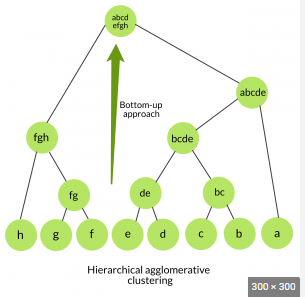 abcd
efgh
abcde
Bottom-up
approach
fgh
bcde
fg
de
bc
h
g
f
e
d
c
b
a
Hierarchical agglomerative
clustering
300 × 300